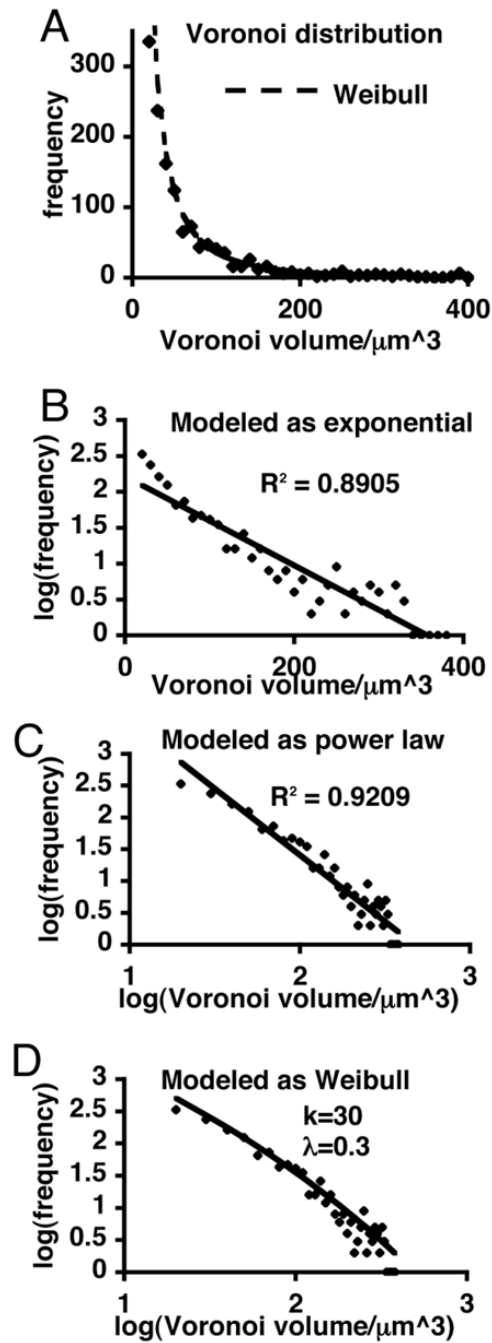 A
Voronoi distribution
Weibull
frequency
300
200
100
0
0 200 400
Voronoi volume/μm^3
B
Modeled as exponential
R² = 0.8905
log(frequency)
3
2.5
2
1.5
1
0.5
0
0 200 400
Voronoi volume/μm^3
C
Modeled as power law
R² = 0.9209
log(frequency)
3
2.5
2
1.5
1
0.5
0
1 2 3
log(Voronoi volume/μm^3)
D
Modeled as Weibull
k=30
λ=0.3
log(frequency)
3
2.5
2
1.5
1
0.5
0
1 2 3
log(Voronoi volume/μm^3)